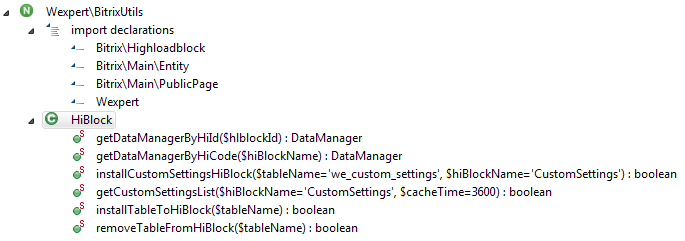 Wexpert\BitrixUtils
import declarations
Bitrix\Highloadblock
Bitrix\Main\Entity
Bitrix\Main\PublicPage
Wexpert
HiBlock
getDataManagerByHiId($hlblockId) : DataManager
getDataManagerByHiCode($hiBlockName) : DataManager
installCustomSettingsHiBlock($tableName='we_custom_settings', $hiBlockName='CustomSettings') : boolean
getCustomSettingsList($hiBlockName='CustomSettings', $cacheTime=3600) : boolean
installTableToHiBlock($tableName) : boolean
removeTableFromHiBlock($tableName) : boolean